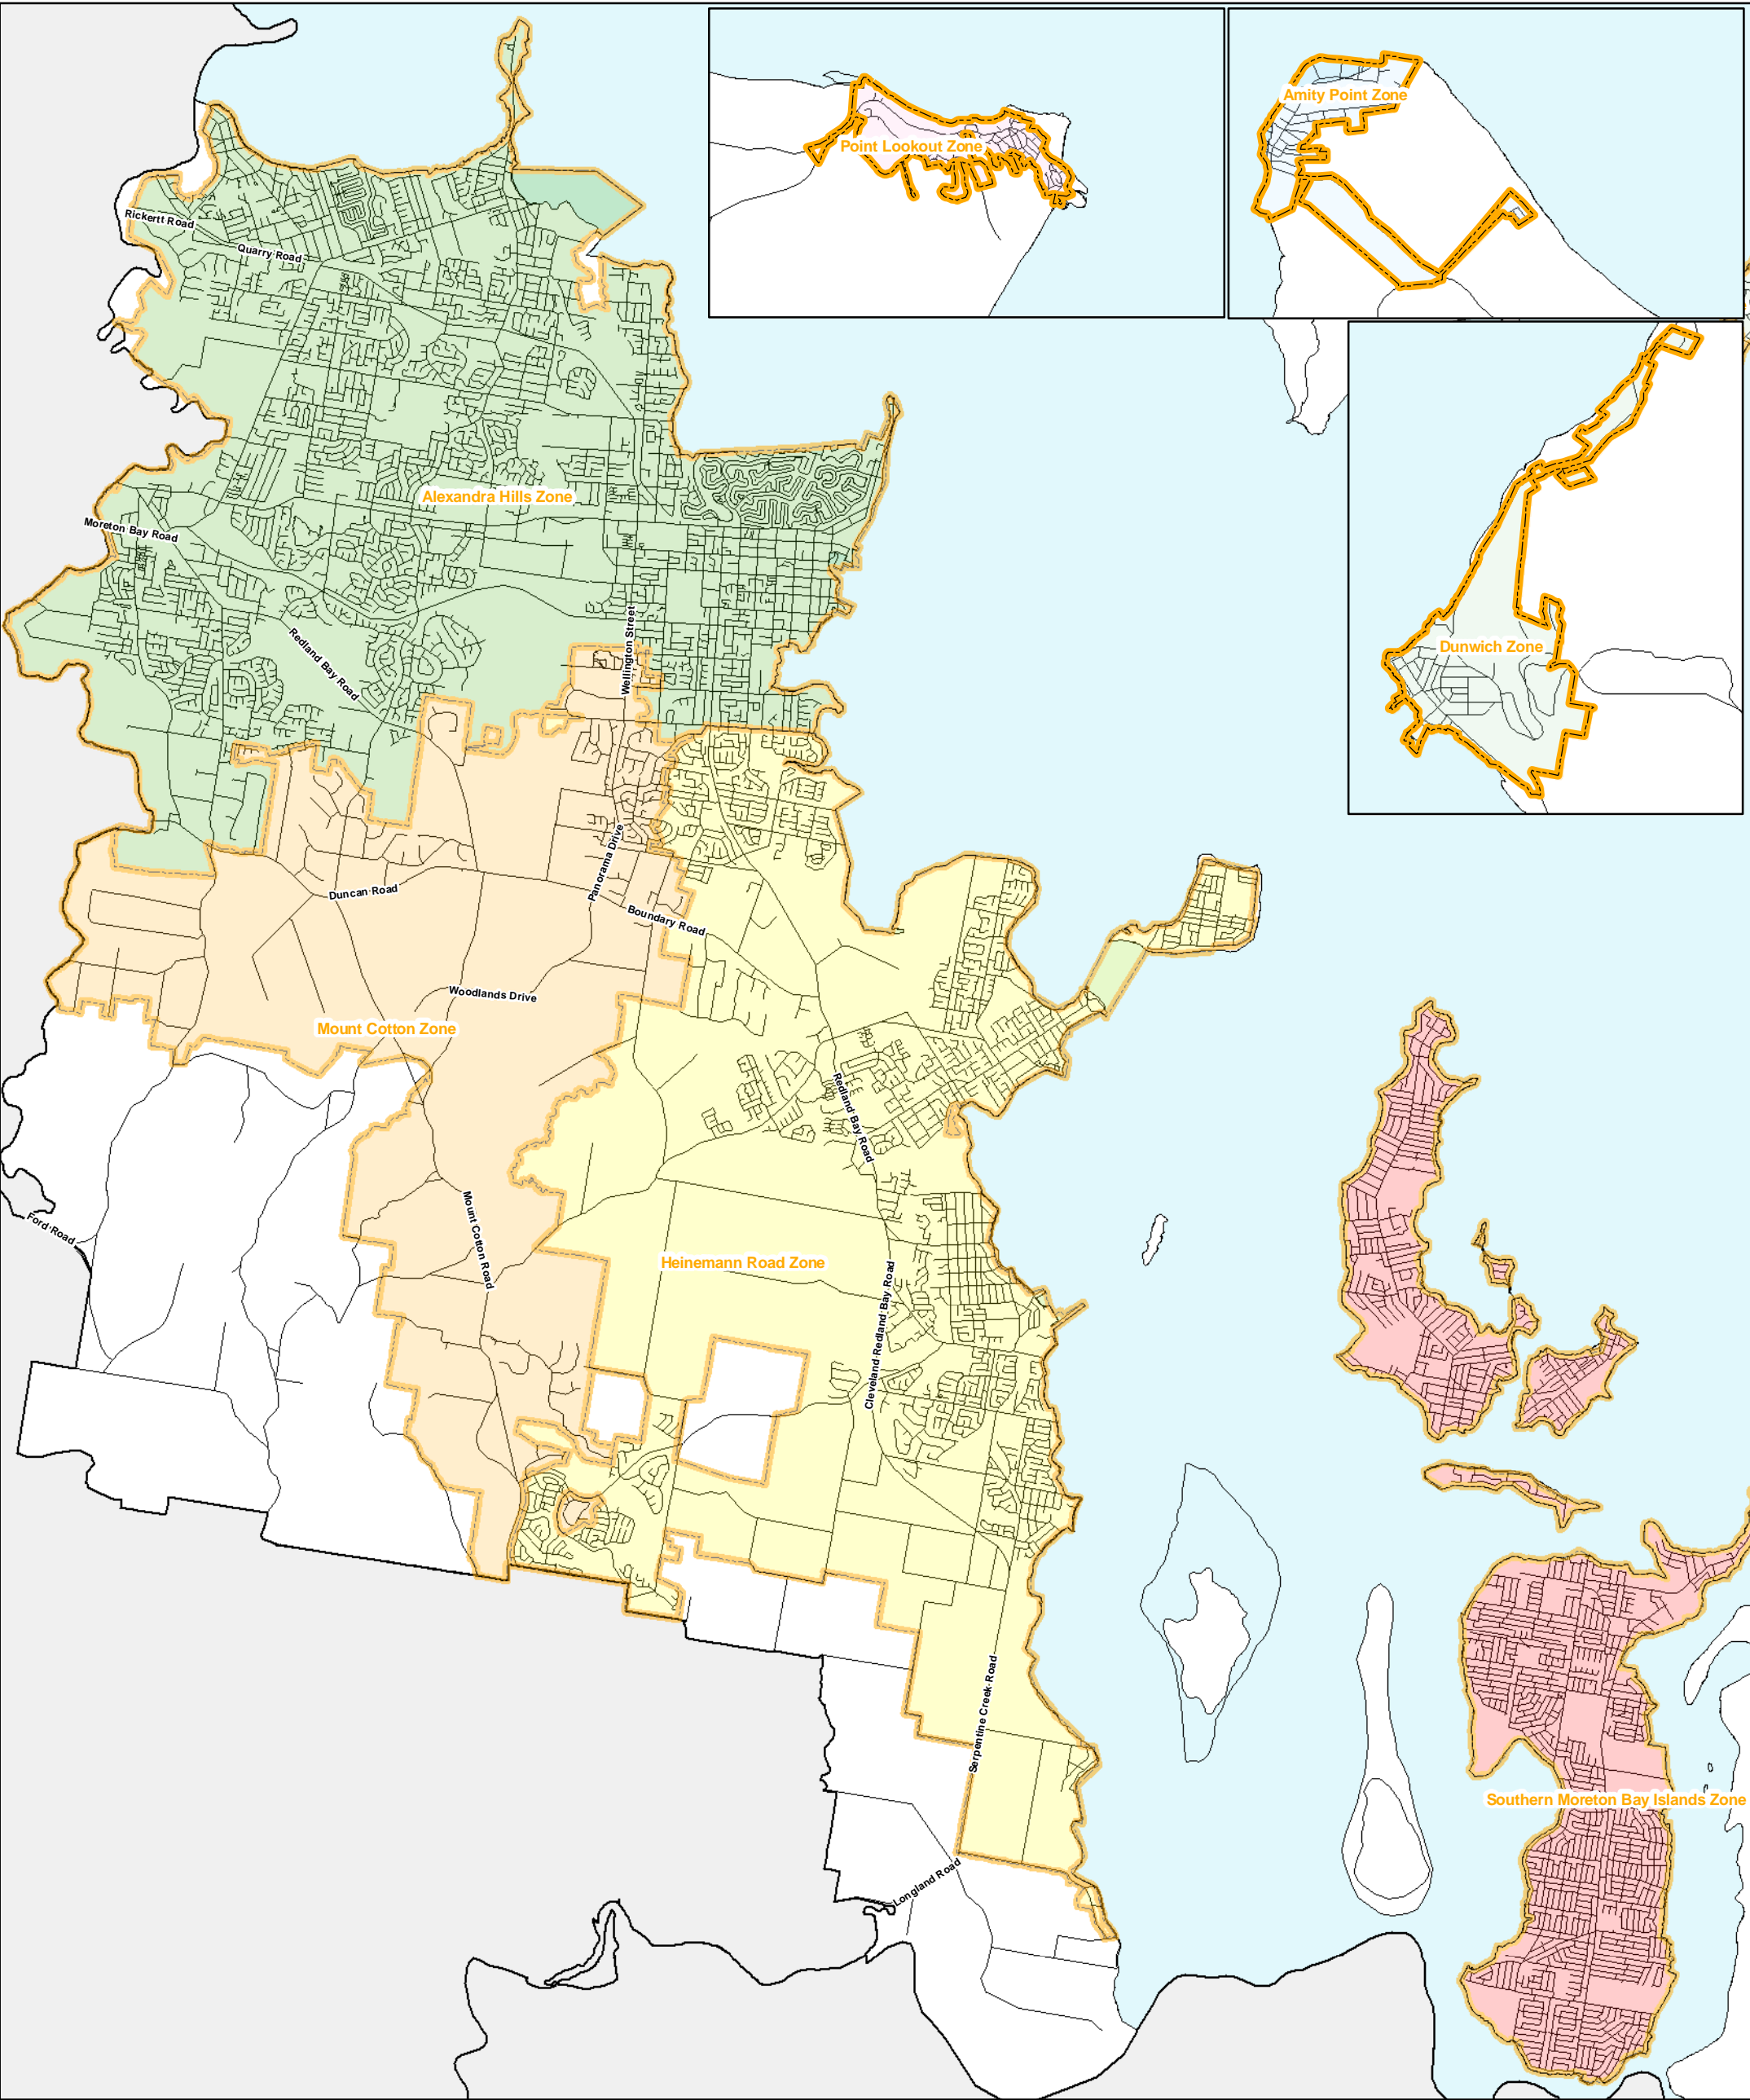 Amity Point Zone
Point Lookout Zone
Rickertt Road
Quarry Road
Alexandra Hills Zone
Moreton Bay Road
Wellington Street
Redland Bay Road
Dunwich Zone
Panorama Drive
Duncan Road
Boundary Road
Woodlands Drive
Mount Cotton Zone
Redland Bay Road
Ford Road
Mount Cotton Road
Heinemann Road Zone
Cleveland Redland Bay Road
Serpentine Creek Road
Southern Moreton Bay Islands Zone
Longland Road